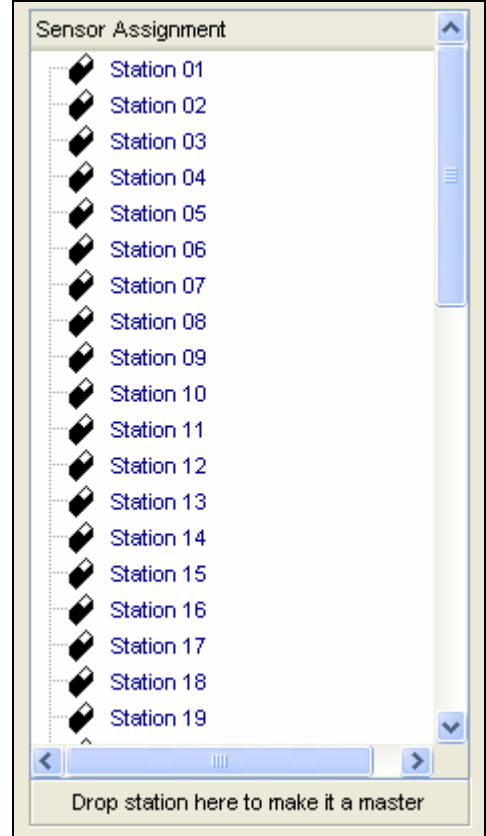 Sensor Assignment
Station 01
Station 02
Station 03
Station 04
Station 05
Station 06
Station 07
Station 08
Station 09
Station 10
Station 11
Station 12
Station 13
Station 14
Station 15
Station 16
Station 17
Station 18
Station 19
Drop station here to make it a master